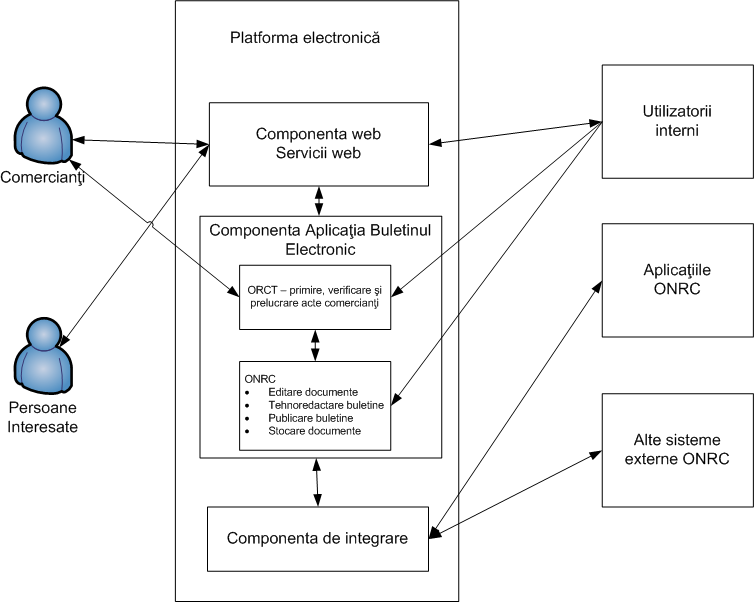 Platforma electronică
Comercianţi
Persoane
Interesate
Componenta web
Servicii web
Componenta Aplicaţia Buletinul
Electronic
ORCT – primire, verificare şi
prelucrare acte comercianţi
ONRC
• Editare documente
• Tehnoredactare buletine
• Publicare buletine
• Stocare documente
Componenta de integrare
Utilizatorii
interni
Aplicaţiile
ONRC
Alte sisteme
externe ONRC